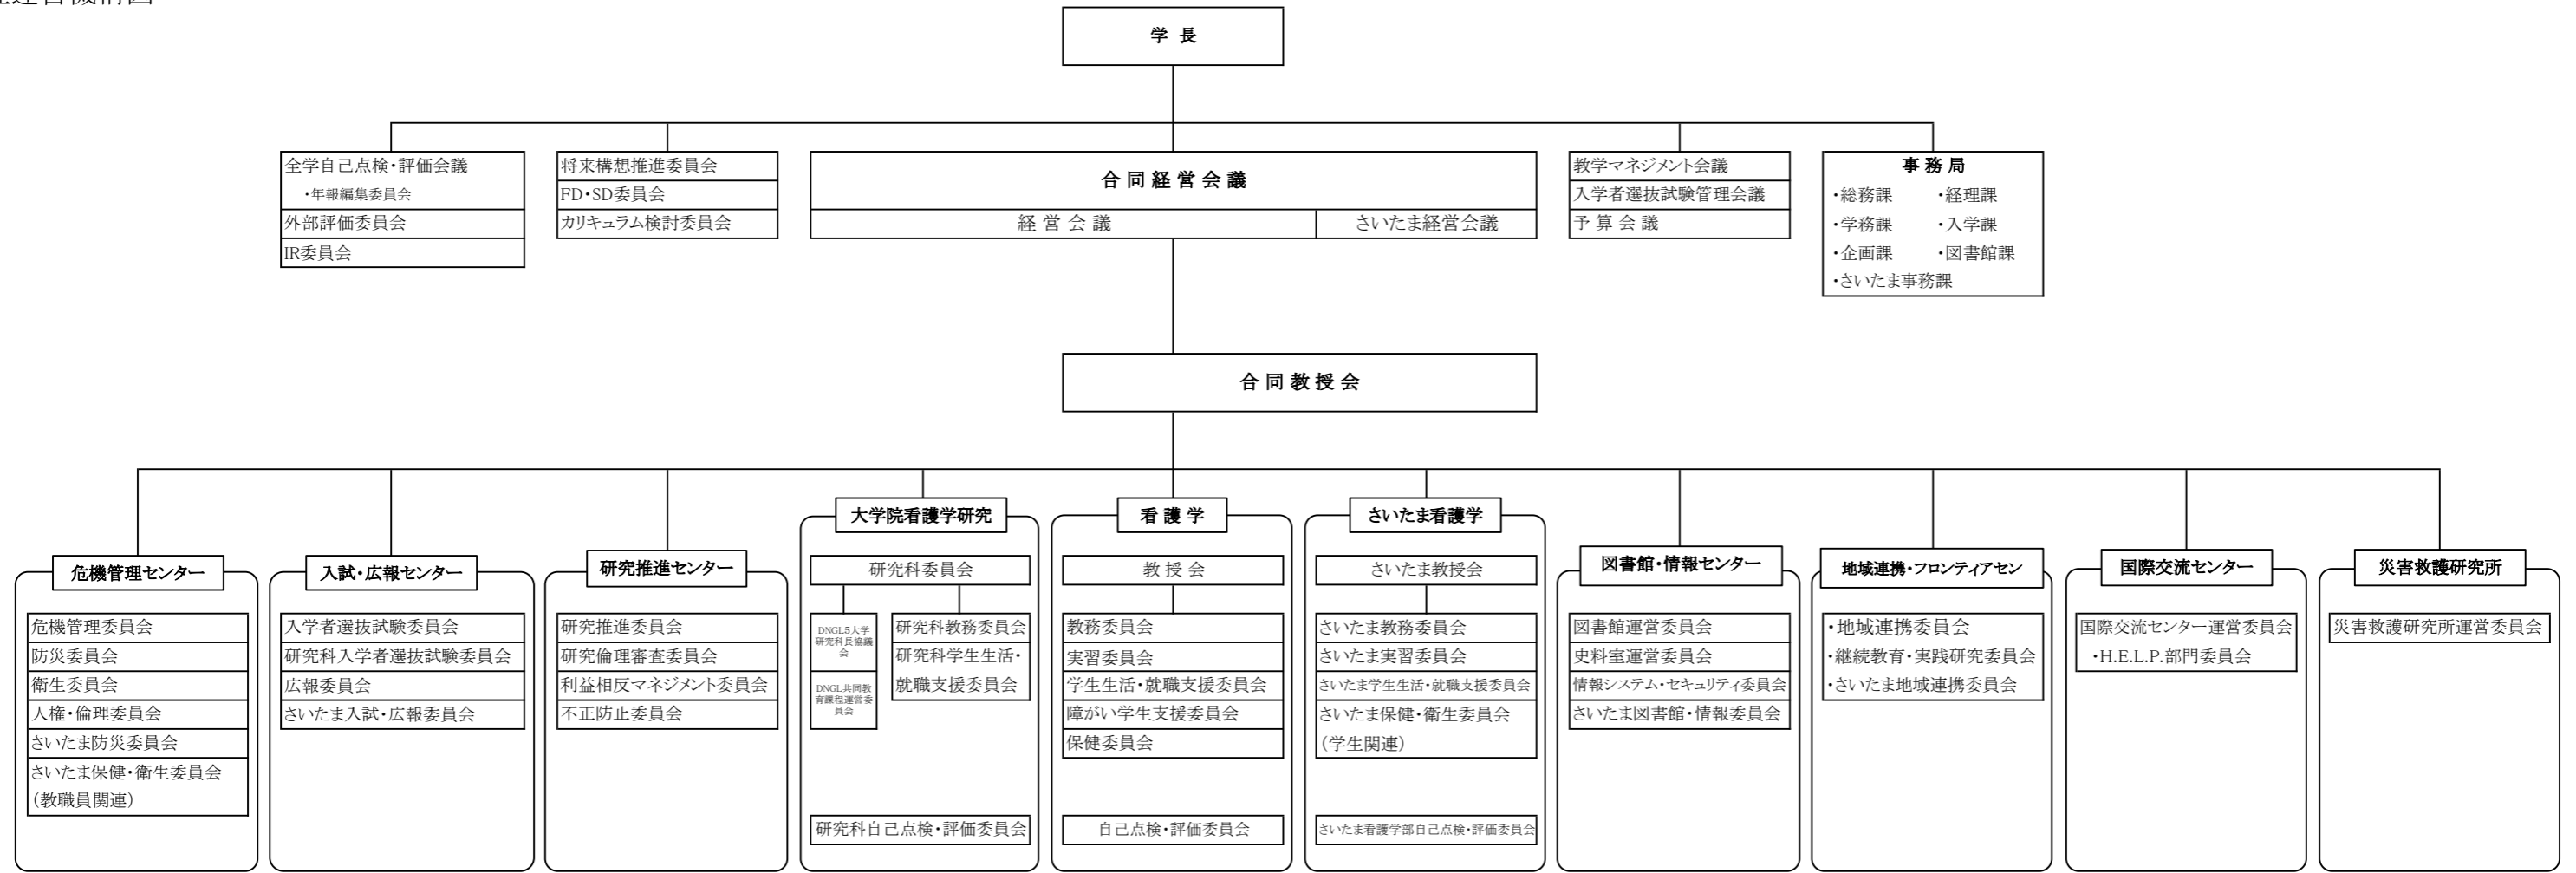 学 長
全学自己点検・評価会議
・年報編集委員会
外部評価委員会
IR委員会
将来構想推進委員会
FD・SD委員会
カリキュラム検討委員会
合 同 経 営 会 議
経 営 会 議
さいたま経営会議
教学マネジメント会議
入学者選抜試験管理会議
予 算 会 議
事 務 局
・総務課 ・経理課
・学務課 ・入学課
・企画課 ・図書館課
・さいたま事務課
合 同 教 授 会
危機管理センター
危機管理委員会
防災委員会
衛生委員会
人権・倫理委員会
さいたま防災委員会
さいたま保健・衛生委員会
（教職員関連）
入試・広報センター
入学者選抜試験委員会
研究科入学者選抜試験委員会
広報委員会
さいたま入試・広報委員会
研究推進センター
研究推進委員会
研究倫理審査委員会
利益相反マネジメント委員会
不正防止委員会
大学院看護学研究
研究科委員会
DNGL5大学
研究科長協議
会
DNGL共同教
育課程運営委
員会
研究科教務委員会
研究科学生生活・
就職支援委員会
研究科自己点検・評価委員会
看 護 学
教 授 会
教務委員会
実習委員会
学生生活・就職支援委員会
障がい学生支援委員会
保健委員会
自己点検・評価委員会
さいたま看護学
さいたま教授会
さいたま教務委員会
さいたま実習委員会
さいたま学生生活・就職支援委員会
さいたま保健・衛生委員会
（学生関連）
さいたま看護学部自己点検・評価委員会
図書館・情報センター
図書館運営委員会
史料室運営委員会
情報システム・セキュリティ委員会
さいたま図書館・情報委員会
地域連携・フロンティアセン
・地域連携委員会
・継続教育・実践研究委員会
・さいたま地域連携委員会
国際交流センター
国際交流センター運営委員会
・H.E.L.P.部門委員会
災害救護研究所
災害救護研究所運営委員会